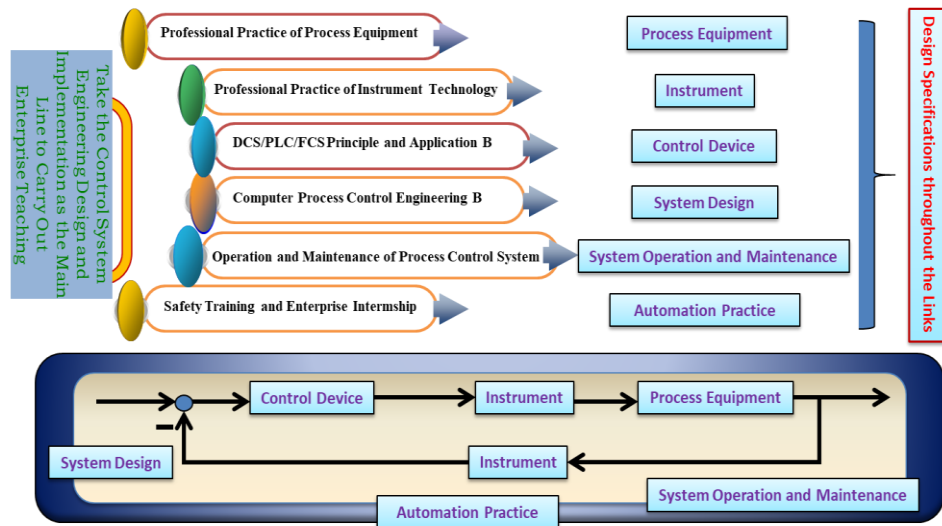 Take the Control System
Engineering Design and
Implementation as the Main
Line to Carry Out
Enterprise Teaching
Professional Practice of Process Equipment
Process Equipment
Professional Practice of Instrument Technology
Instrument
DCS/PLC/FCS Principle and Application B
Control Device
Computer Process Control Engineering B
System Design
Operation and Maintenance of Process Control System
System Operation and Maintenance
Safety Training and Enterprise Internship
Automation Practice
Design Specifications throughout the Links
Control Device
Instrument
Process Equipment
System Design
Instrument
System Operation and Maintenance
Automation Practice